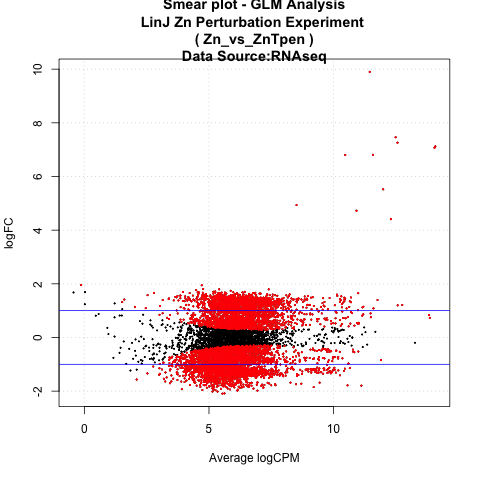 Smear plot - GLM Analysis
LinJ Zn Perturbation Experiment
( Zn_vs_ZnTpen )
Data Source:RNAseq
10
8
6
4
2
0
-2
logFC
0 5 10
Average logCPM